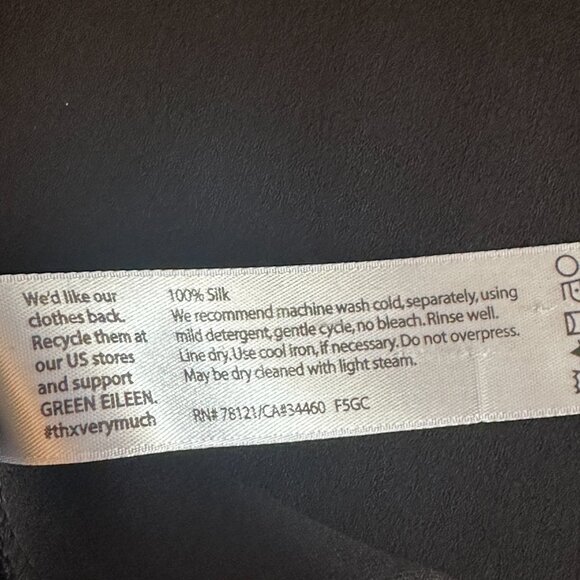 We'd like our
clothes back.
Recycle them at
our US stores
and support
GREEN EILEEN.
#thxverymuch
100% Silk
We recommend machine wash cold, separately, using
mild detergent, gentle cycle, no bleach. Rinse well.
Line dry. Use cool iron, if necessary. Do not overpress.
May be dry cleaned with light steam.
RN# 78121/CA#34460 F5GC